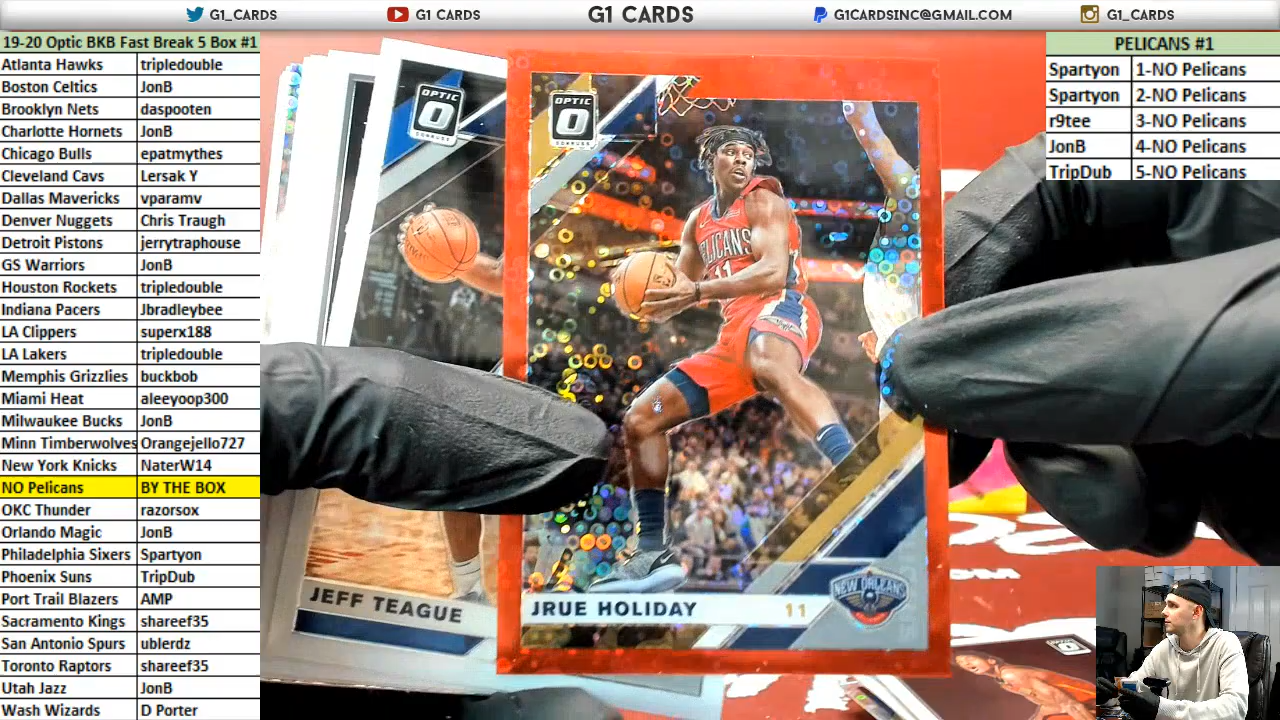 G1_CARDS
G1 CARDS
G1 CARDS
G1CARDSINC@GMAIL.COM
G1_CARDS
19-20 Optic BKB Fast Break 5 Box #1
Atlanta Hawks tripledouble
Boston Celtics JonB
Brooklyn Nets daspooten
Charlotte Hornets JonB
Chicago Bulls epatmythes
Cleveland Cavs Lersak Y
Dallas Mavericks vparamv
Denver Nuggets Chris Traugh
Detroit Pistons jerrytraphouse
GS Warriors JonB
Houston Rockets tripledouble
Indiana Pacers Jbradleybee
LA Clippers superx188
LA Lakers tripledouble
Memphis Grizzlies buckbob
Miami Heat aleeyoop300
Milwaukee Bucks JonB
Minn Timberwolves Orangejello727
New York Knicks NaterW14
NO Pelicans BY THE BOX
OKC Thunder razorsox
Orlando Magic JonB
Philadelphia Sixers Spartyon
Phoenix Suns TripDub
Port Trail Blazers AMP
Sacramento Kings shareef35
San Antonio Spurs ublerdz
Toronto Raptors shareef35
Utah Jazz JonB
Wash Wizards D Porter
PELICANS #1
Spartyon 1-NO Pelicans
Spartyon 2-NO Pelicans
r9tee 3-NO Pelicans
JonB 4-NO Pelicans
TripDub 5-NO Pelicans
OPTIC
DONRUSS
OPTIC
DONRUSS
PELICANS
11
JEFF TEAGUE
JRUE HOLIDAY 11
NEW ORLEANS